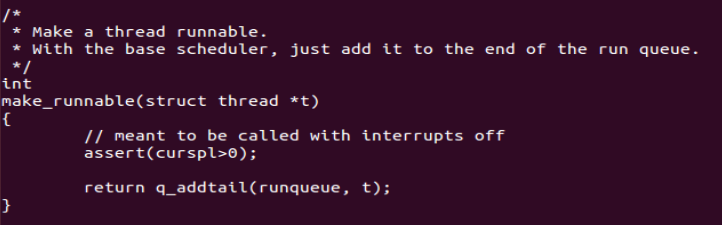 /*
 * Make a thread runnable.
 * With the base scheduler, just add it to the end of the run queue.
 */
int
make_runnable(struct thread *t)
{
        // meant to be called with interrupts off
        assert(curspl>0);

        return q_addtail(runqueue, t);
}